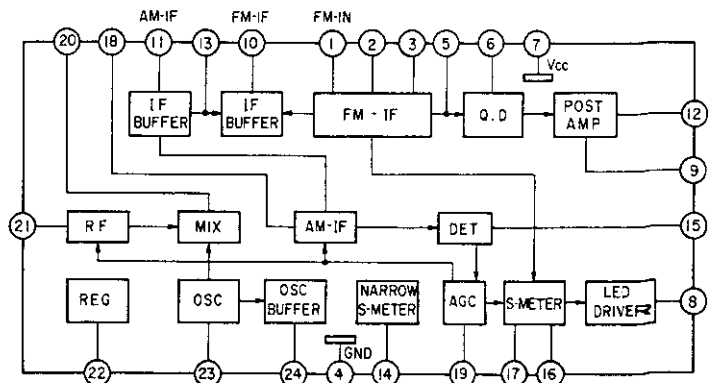 AM-IF FM-IF FM-IN
20 18 11 13 10 1 2 3 5 6 7
Vcc
IF BUFFER
IF BUFFER
FM-IF
Q.D
POST AMP
12
9
21
RF
MIX
AM-IF
DET
15
REG
OSC
OSC BUFFER
NARROW S-METER
AGC
S-METER
LED DRIVER
8
GND
22 23 24 4 14 19 17 16